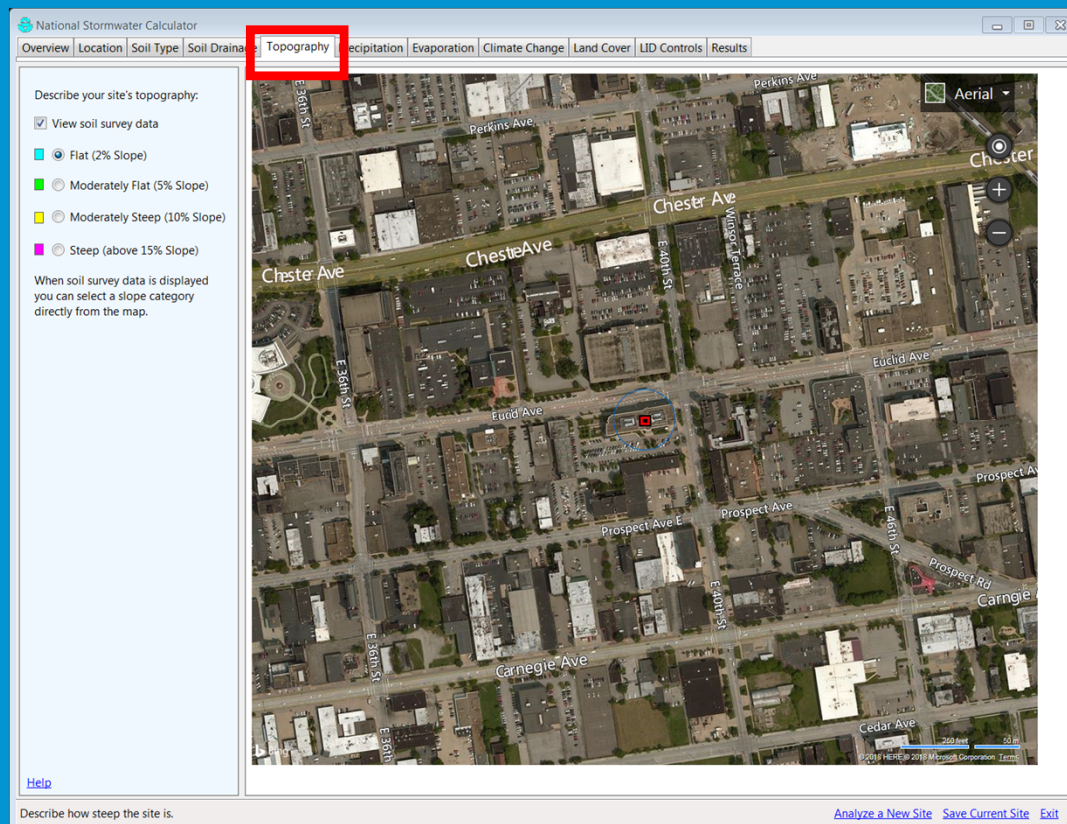 National Stormwater Calculator
Overview Location Soil Type Soil Drainage Topography Precipitation Evaporation Climate Change Land Cover LID Controls Results
Describe your site's topography:
View soil survey data
Flat (2% Slope)
Moderately Flat (5% Slope)
Moderately Steep (10% Slope)
Steep (above 15% Slope)
When soil survey data is displayed
you can select a slope category
directly from the map.
Help
Aerial
E 36th St
Perkins Ave
Perkins Ave
Chester
Chester Ave
Winsor Terrace
Chester Ave
Chester Ave
E 40th St
E 36th St
Euclid Ave
Euclid Ave
Prospect Av
Prospect Ave E
Prospect Ave
E 46th St
Prospect Rd
Carnegie
E 40th St
E 36th St
Carnegie Ave
E 36th
Cedar Ave
250 feet 50 m
© 2018 HERE, © 2018 Microsoft Corporation Terms
Describe how steep the site is.
Analyze a New Site Save Current Site Exit